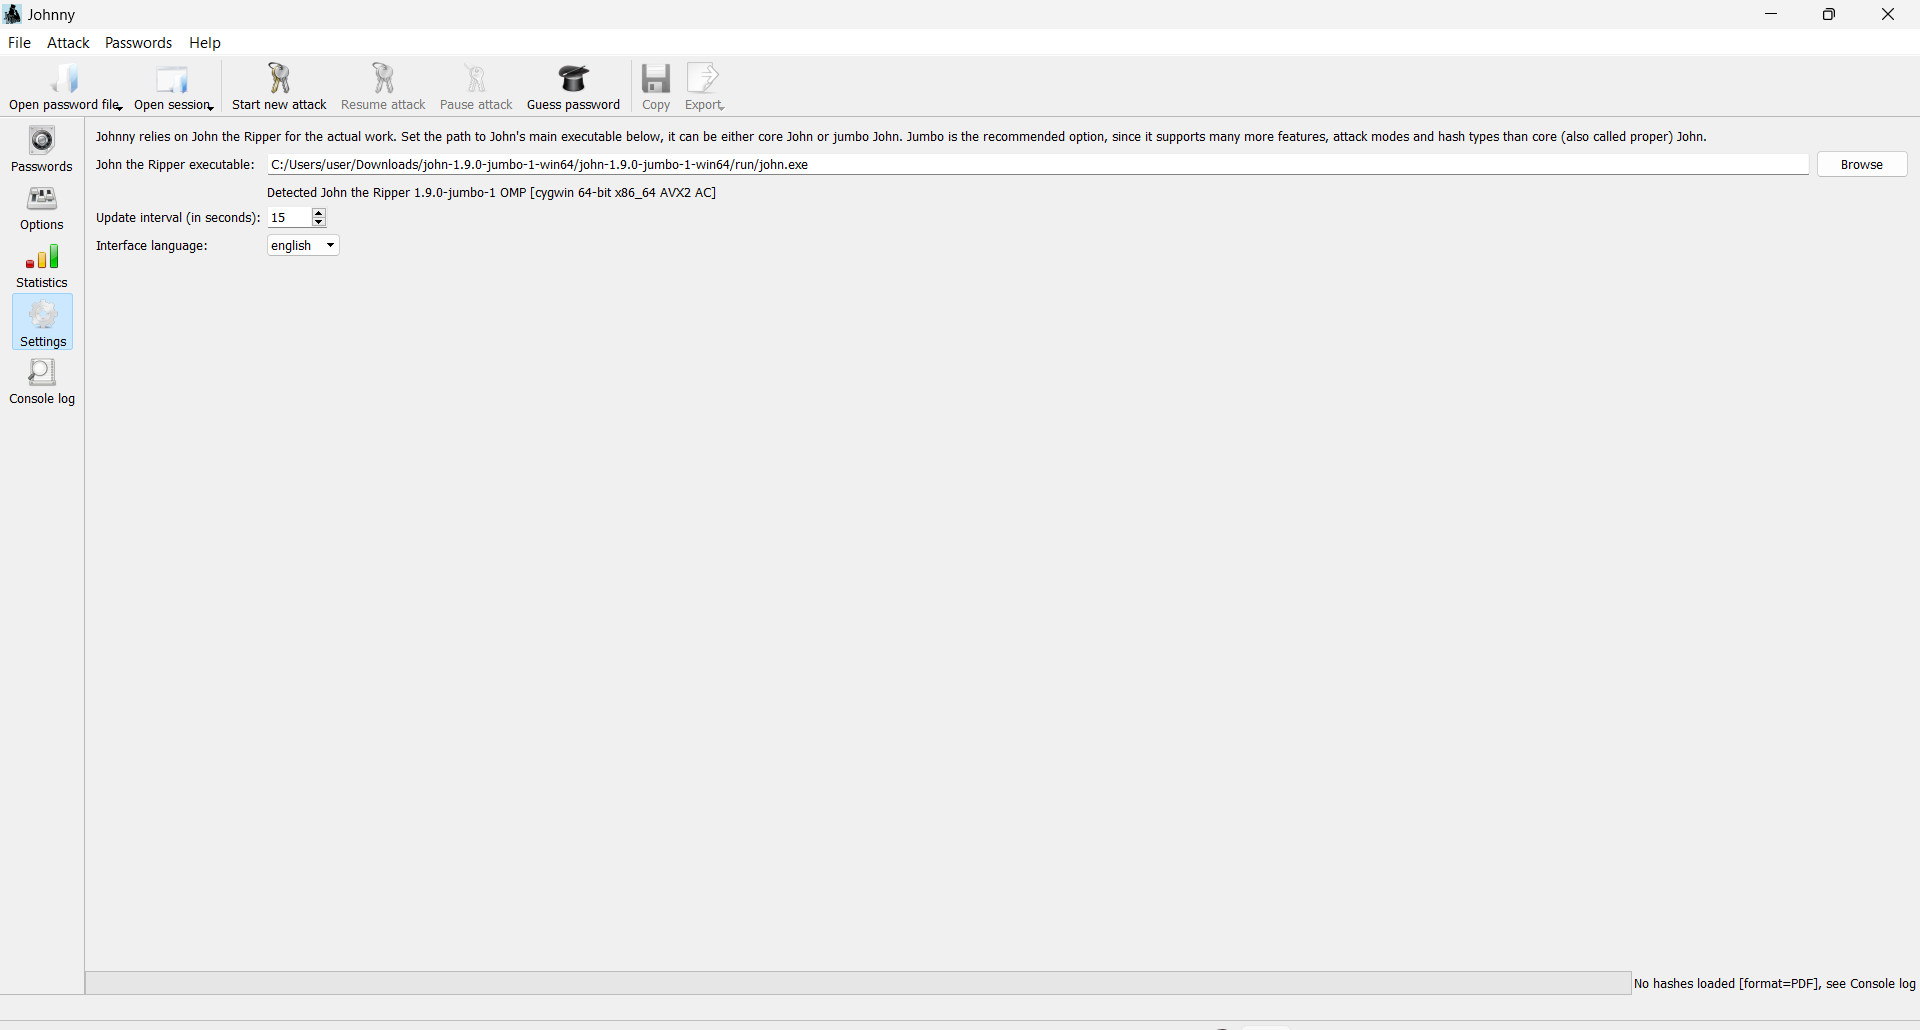 Johnny
File Attack Passwords Help
Open password file Open session Start new attack Resume attack Pause attack Guess password Copy Export
Passwords
Options
Statistics
Settings
Console log
Johnny relies on John the Ripper for the actual work. Set the path to John's main executable below, it can be either core John or jumbo John. Jumbo is the recommended option, since it supports many more features, attack modes and hash types than core (also called proper) John.
John the Ripper executable: C:/Users/user/Downloads/john-1.9.0-jumbo-1-win64/john-1.9.0-jumbo-1-win64/run/john.exe Browse
Detected John the Ripper 1.9.0-jumbo-1 OMP [cygwin 64-bit x86_64 AVX2 AC]
Update interval (in seconds): 15
Interface language: english
No hashes loaded [format=PDF], see Console log